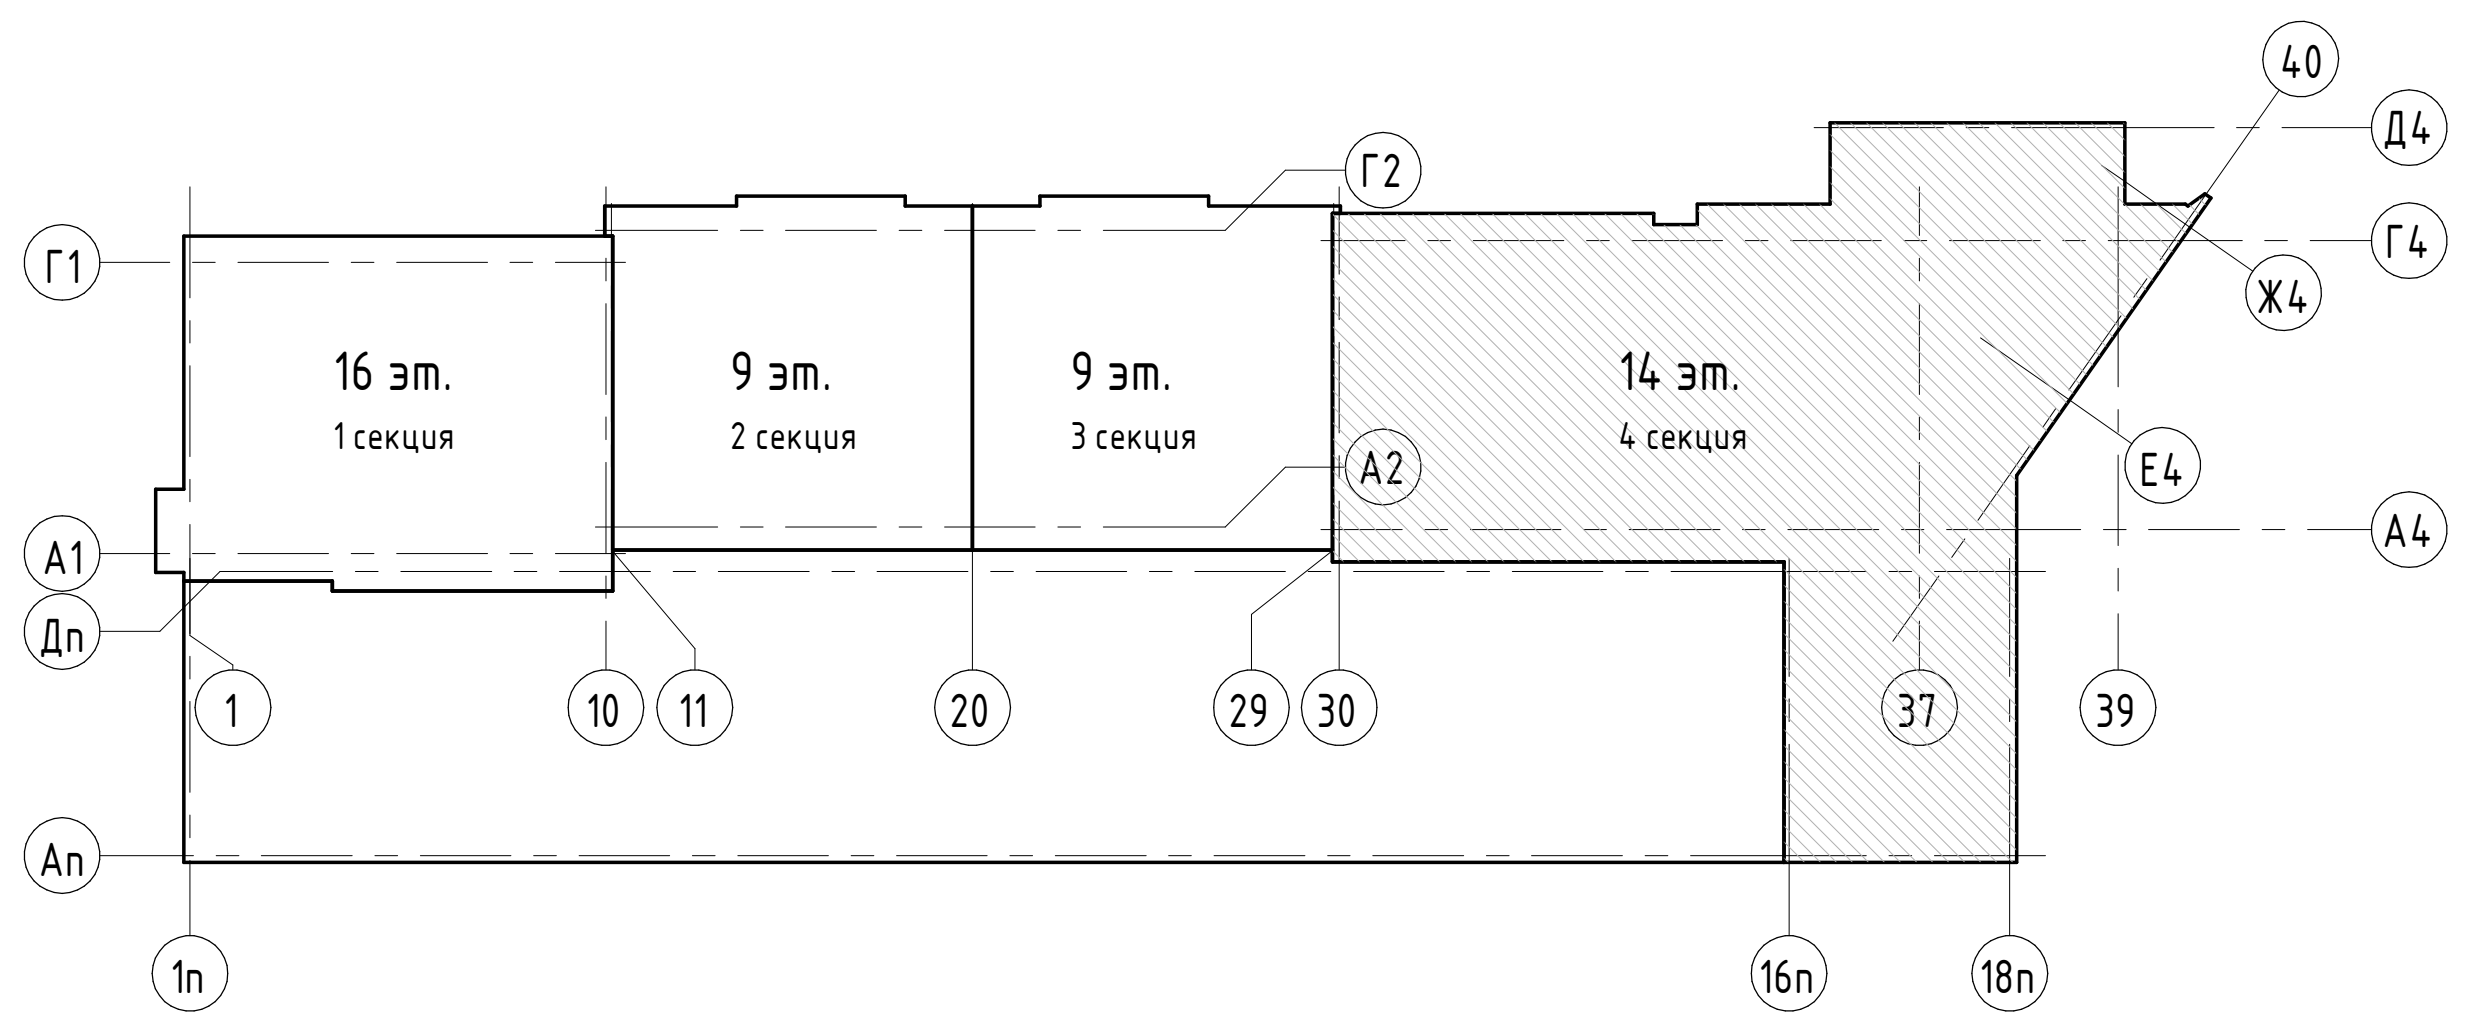 40
Д4
Г2
Г4
Г1
Ж4
16 эт.
9 эт.
9 эт.
14 эт.
1 секция
2 секция
3 секция
4 секция
А2
Е4
А4
А1
Дп
1
10
11
20
29
30
37
39
Ап
1п
16п
18п